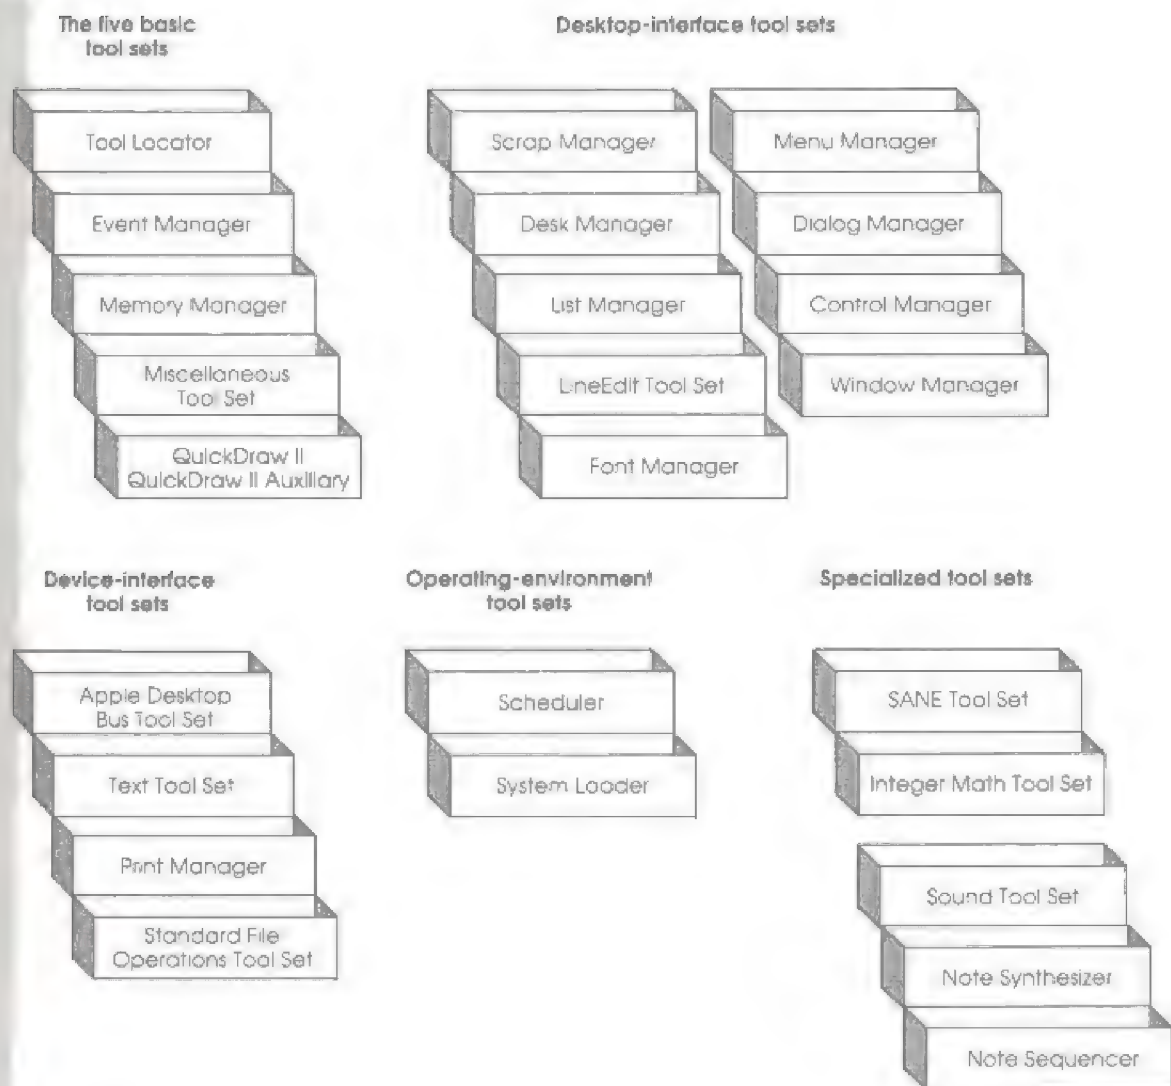 The five basic
tool sets
Tool Locator
Event Manager
Memory Manager
Miscellaneous
Tool Set
QuickDraw II
QuickDraw II Auxiliary
Desktop-interface tool sets
Scrap Manager
Desk Manager
List Manager
LineEdit Tool Set
Font Manager
Menu Manager
Dialog Manager
Control Manager
Window Manager
Device-interface
tool sets
Apple Desktop
Bus Tool Set
Text Tool Set
Print Manager
Standard File
Operations Tool Set
Operating-environment
tool sets
Scheduler
System Loader
Specialized tool sets
SANE Tool Set
Integer Math Tool Set
Sound Tool Set
Note Synthesizer
Note Sequencer